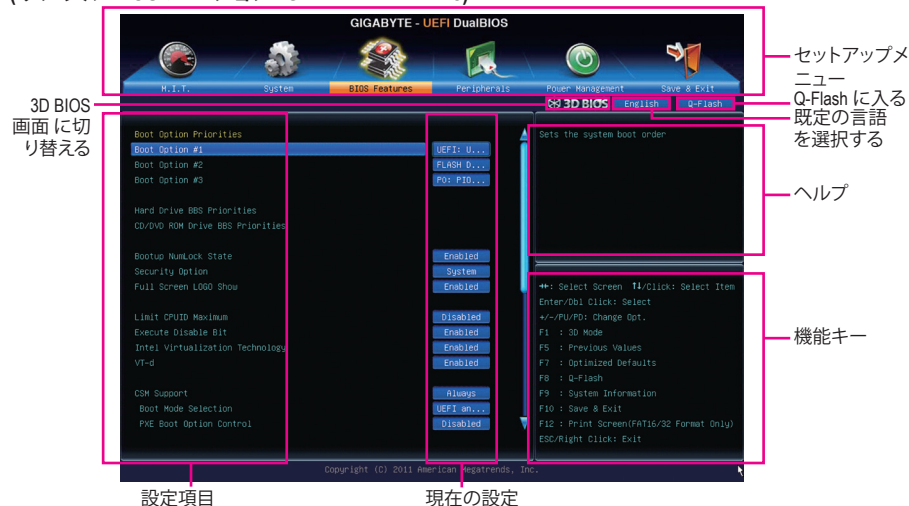 GIGABYTE - UEFI DualBIOS
M.I.T.
System
BIOS Features
Peripherals
Power Management
Save & Exit
セットアップメ
ニュー
3D BIOS
English
Q-Flash
Q-Flash に入る
既定の言語
を選択する
3D BIOS
画面 に切
り替える
Boot Option Priorities
Boot Option #1
UEFI: U...
Boot Option #2
FLASH D...
Boot Option #3
P0: PIO...
Hard Drive BBS Priorities
CD/DVD ROM Drive BBS Priorities
Bootup NumLock State
Enabled
Security Option
System
Full Screen LOGO Show
Enabled
Limit CPUID Maximum
Disabled
Execute Disable Bit
Enabled
Intel Virtualization Technology
Enabled
VT-d
Enabled
CSM Support
Always
Boot Mode Selection
UEFI an...
PXE Boot Option Control
Disabled
Sets the system boot order
ヘルプ
→←: Select Screen ↑↓/Click: Select Item
Enter/Dbl Click: Select
+/-/PU/PD: Change Opt.
F1 : 3D Mode
F5 : Previous Values
F7 : Optimized Defaults
F8 : Q-Flash
F9 : System Information
F10 : Save & Exit
F12 : Print Screen(FAT16/32 Format Only)
ESC/Right Click: Exit
機能キー
Copyright (C) 2011 American Megatrends, Inc.
設定項目
現在の設定